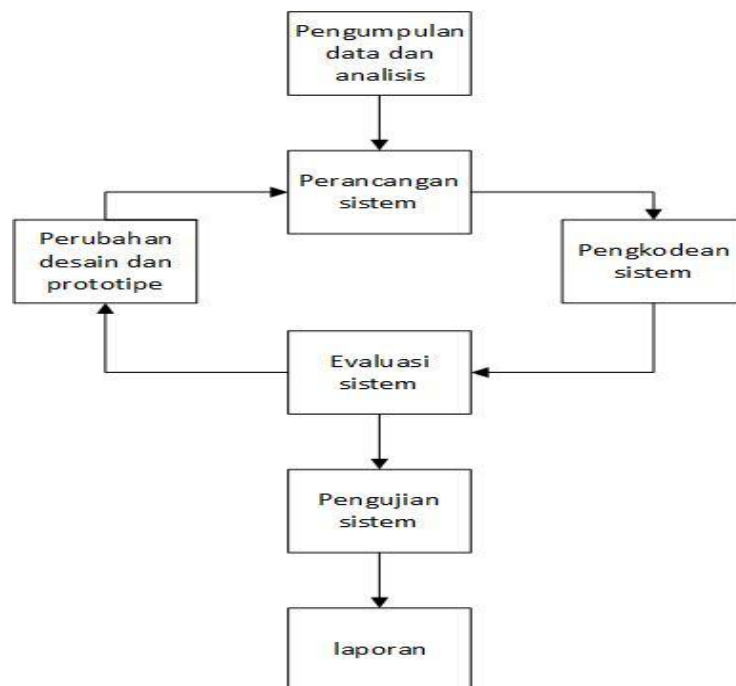 Pengumpulan
data dan
analisis
Perancangan
sistem
Perubahan
desain dan
prototipe
Pengkodean
sistem
Evaluasi
sistem
Pengujian
sistem
laporan